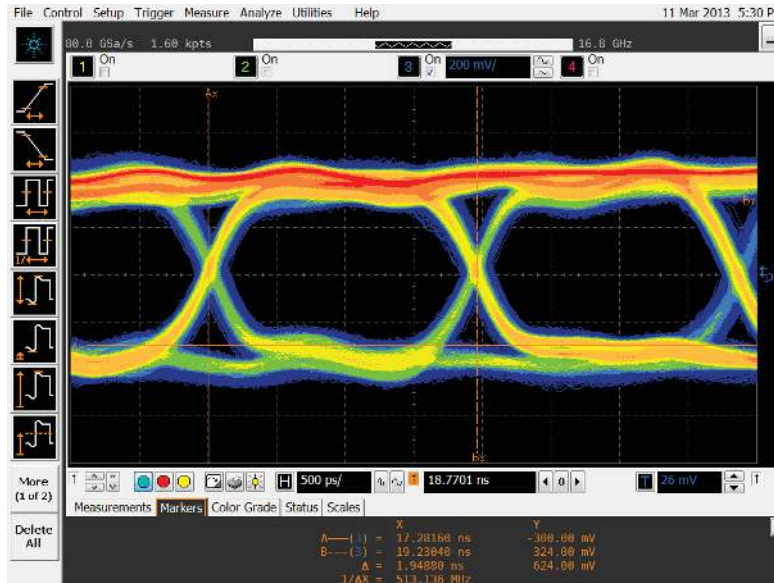 File Control Setup Trigger Measure Analyze Utilities Help 11 Mar 2013 5:30 P
80.0 GSa/s 1.60 kpts 16.8 GHz
1 On 2 On 3 On 200 mV/ 4 On
Ax
By
Bx
More
(1 of 2)
Delete
All
H 500 ps/ 18.7701 ns 0 T 26 mV
Measurements Markers Color Grade Status Scales
X Y
A---(3) = 17.28160 ns -300.00 mV
B---(3) = 19.23040 ns 324.00 mV
Δ = 1.94880 ns 624.00 mV
1/ΔX = 513.136 MHz